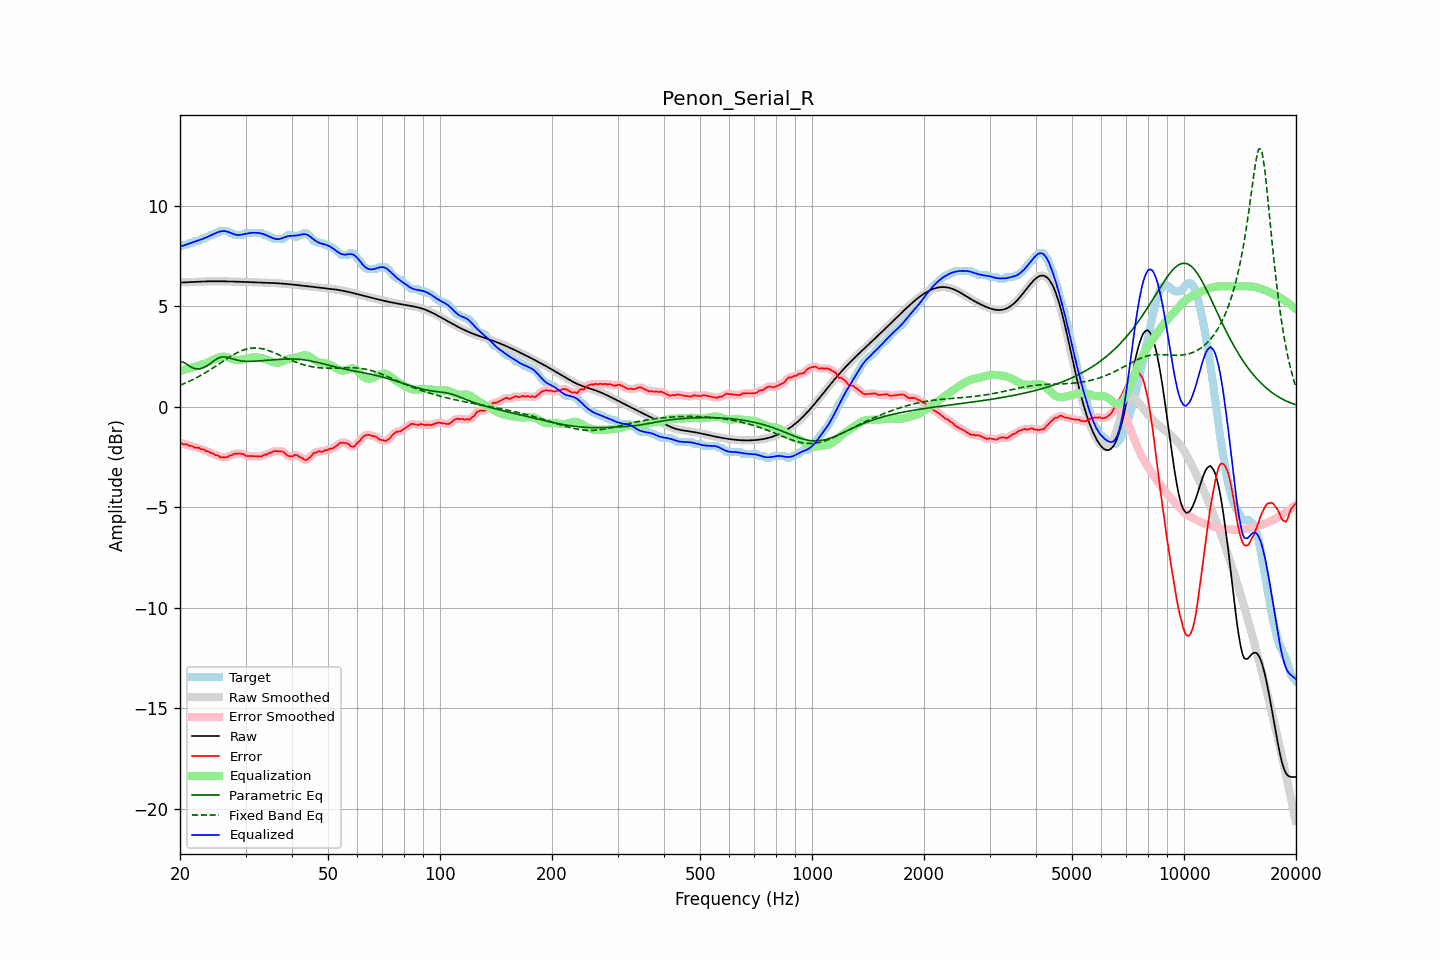 Penon_Serial_R
Amplitude (dBr)
10
5
0
−5
−10
−15
−20
Target
Raw Smoothed
Error Smoothed
Raw
Error
Equalization
Parametric Eq
Fixed Band Eq
Equalized
20 50 100 200 500 1000 2000 5000 10000 20000
Frequency (Hz)